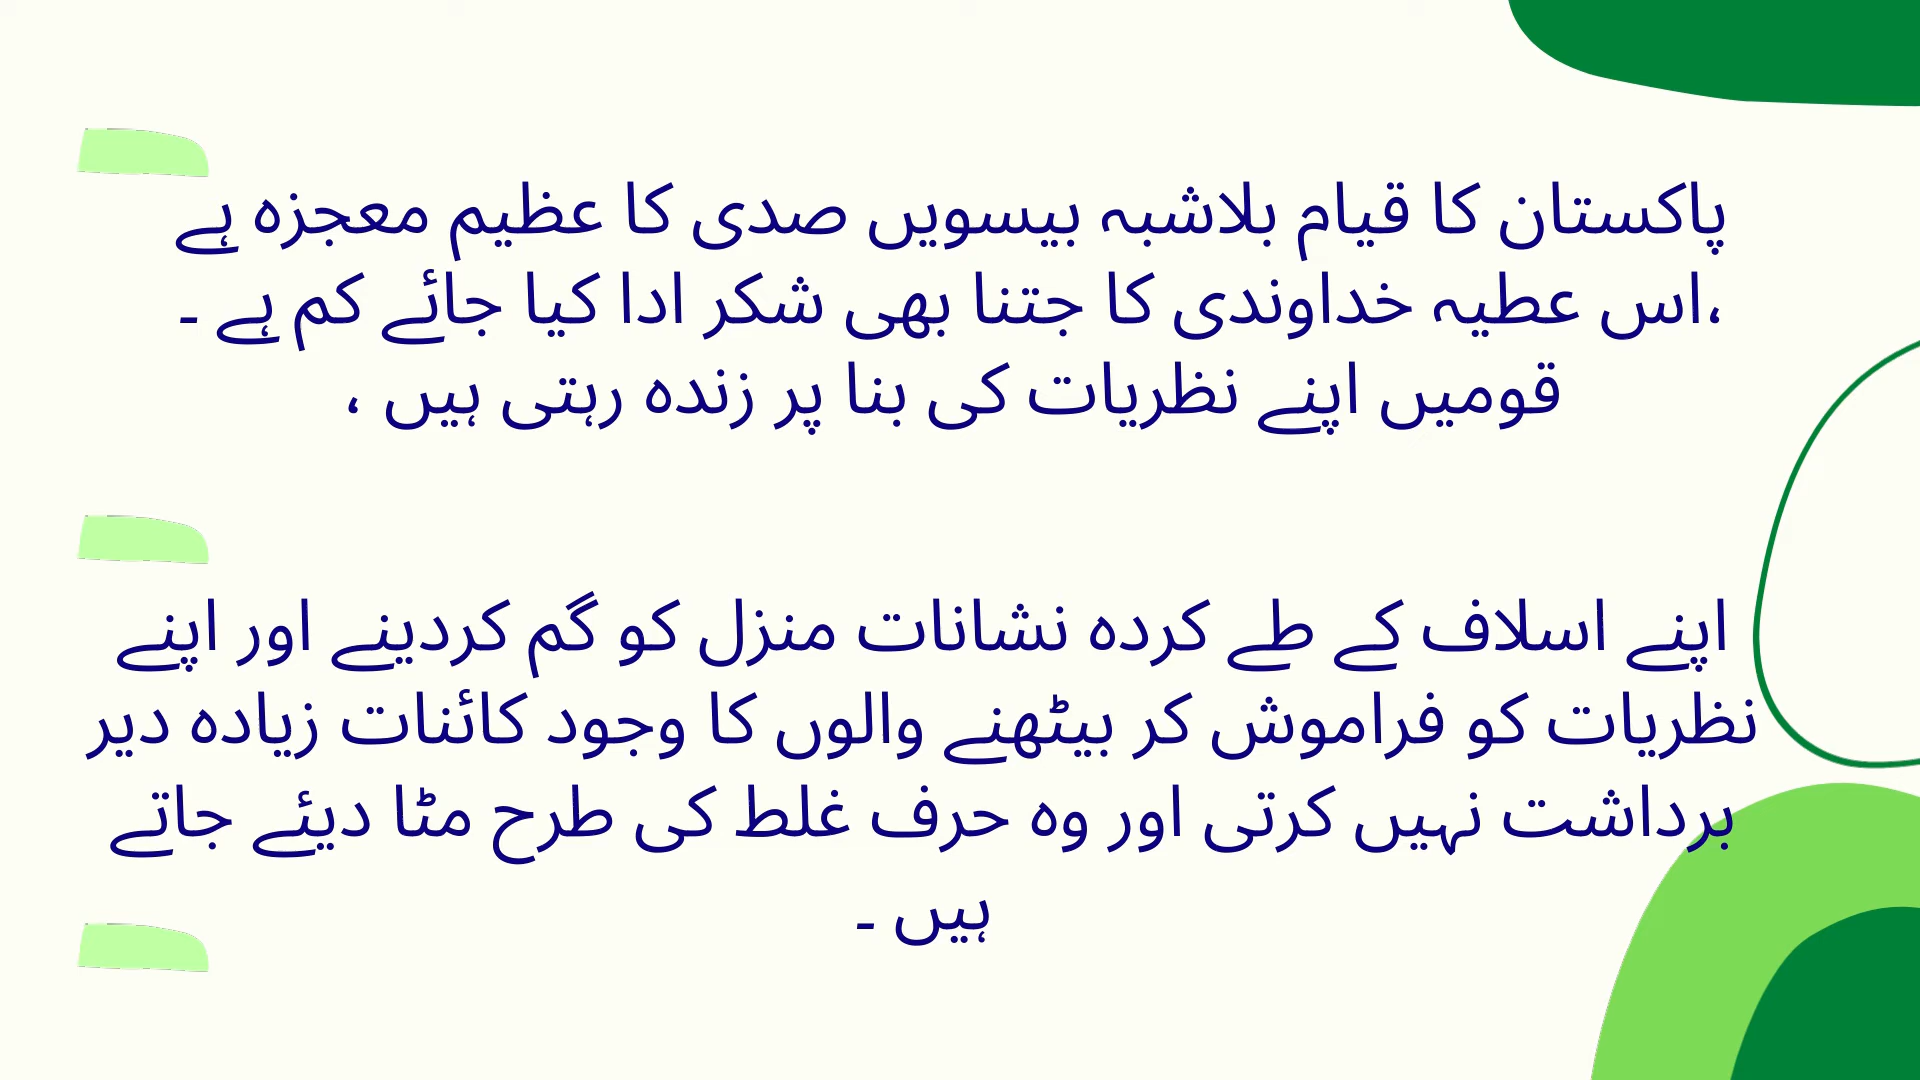 پاکستان کا قیام بلاشبہ بیسویں صدی کا عظیم معجزہ ہے
،اس عطیہ خداوندی کا جتنا بھی شکر ادا کیا جائے کم ہے ۔
قومیں اپنے نظریات کی بنا پر زندہ رہتی ہیں ،
اپنے اسلاف کے طے کردہ نشانات منزل کو گم کردینے اور اپنے
نظریات کو فراموش کر بیٹھنے والوں کا وجود کائنات زیادہ دیر
برداشت نہیں کرتی اور وہ حرف غلط کی طرح مٹا دیئے جاتے
ہیں ۔